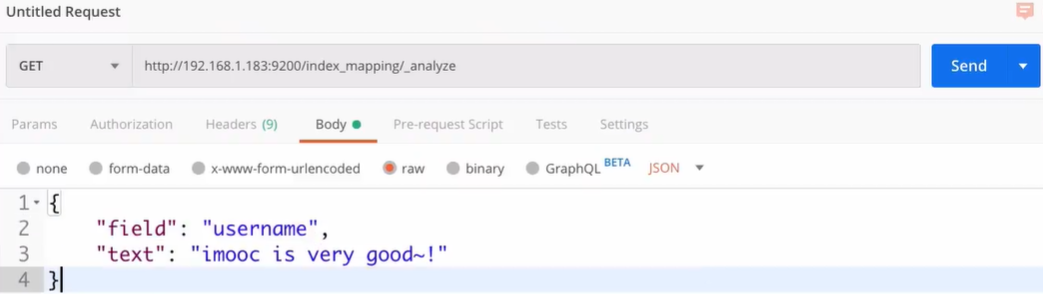 Untitled Request
GET http://192.168.1.183:9200/index_mapping/_analyze Send
Params Authorization Headers (9) Body Pre-request Script Tests Settings
none form-data x-www-form-urlencoded raw binary GraphQL BETA JSON
1 {
2 "field": "username",
3 "text": "imooc is very good~!"
4 }